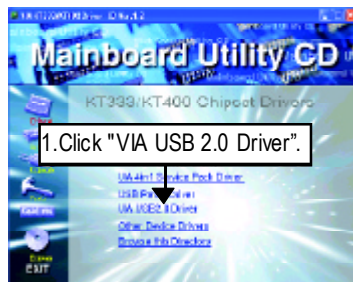 Mainboard Utility CD
KT333/KT400 Chipset Drivers
1.Click "VIA USB 2.0 Driver”.
VIA 4in1 Service Pack Driver
VIA USB2.0 Driver
Other Device Drivers
Browse this Directory
EXIT